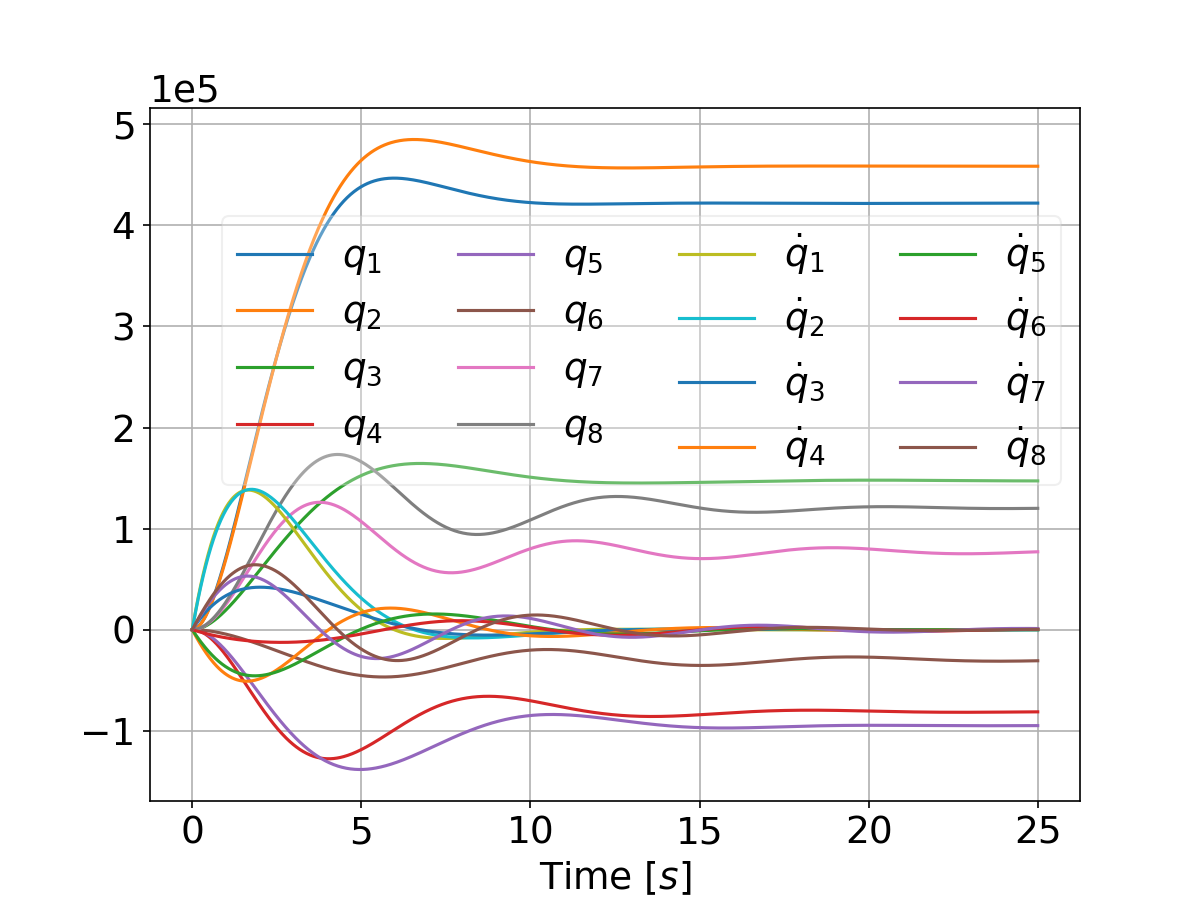 1e5
5
4
3
2
1
0
−1
q₁ q₅ q̇₁ q̇₅
q₂ q₆ q̇₂ q̇₆
q₃ q₇ q̇₃ q̇₇
q₄ q₈ q̇₄ q̇₈
0 5 10 15 20 25
Time [s]